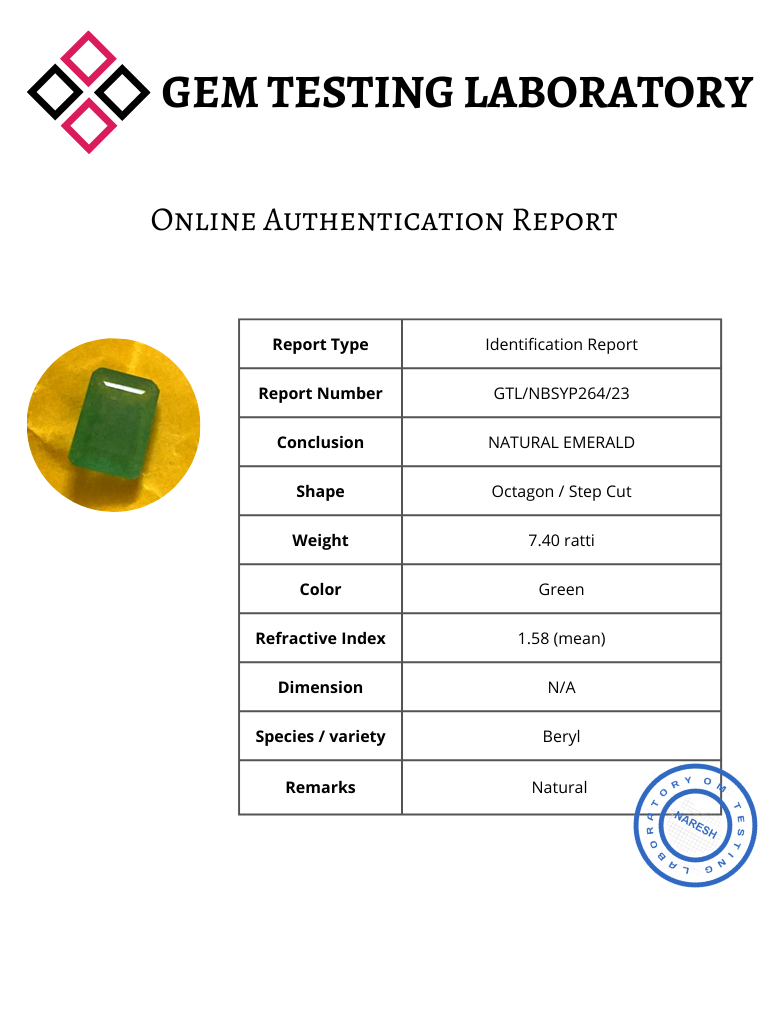 GEM TESTING LABORATORY
ONLINE AUTHENTICATION REPORT
Report Type Identification Report
Report Number GTL/NBSYP264/23
Conclusion NATURAL EMERALD
Shape Octagon / Step Cut
Weight 7.40 ratti
Color Green
Refractive Index 1.58 (mean)
Dimension N/A
Species / variety Beryl
Remarks Natural
OM TESTING LABORATORY
NARESH